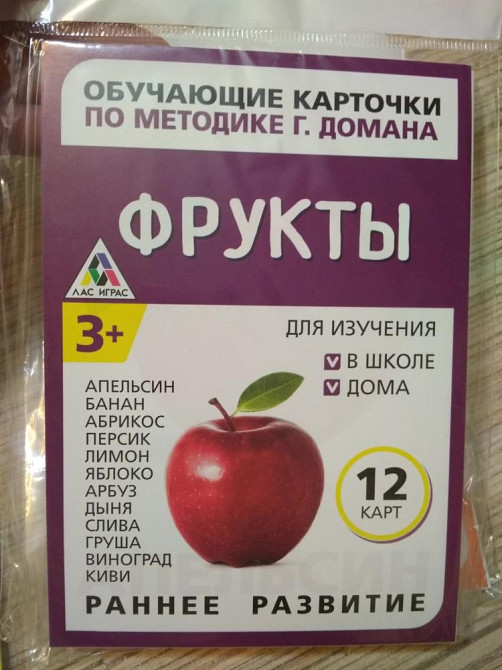 ОБУЧАЮЩИЕ КАРТОЧКИ
ПО МЕТОДИКЕ Г. ДОМАНА
ФРУКТЫ
ЛАС ИГРАС
3+
ДЛЯ ИЗУЧЕНИЯ
В ШКОЛЕ
ДОМА
АПЕЛЬСИН
БАНАН
АБРИКОС
ПЕРСИК
ЛИМОН
ЯБЛОКО
АРБУЗ
ДЫНЯ
СЛИВА
ГРУША
ВИНОГРАД
КИВИ
12
КАРТ
АПЕЛЬСИН
РАННЕЕ РАЗВИТИЕ